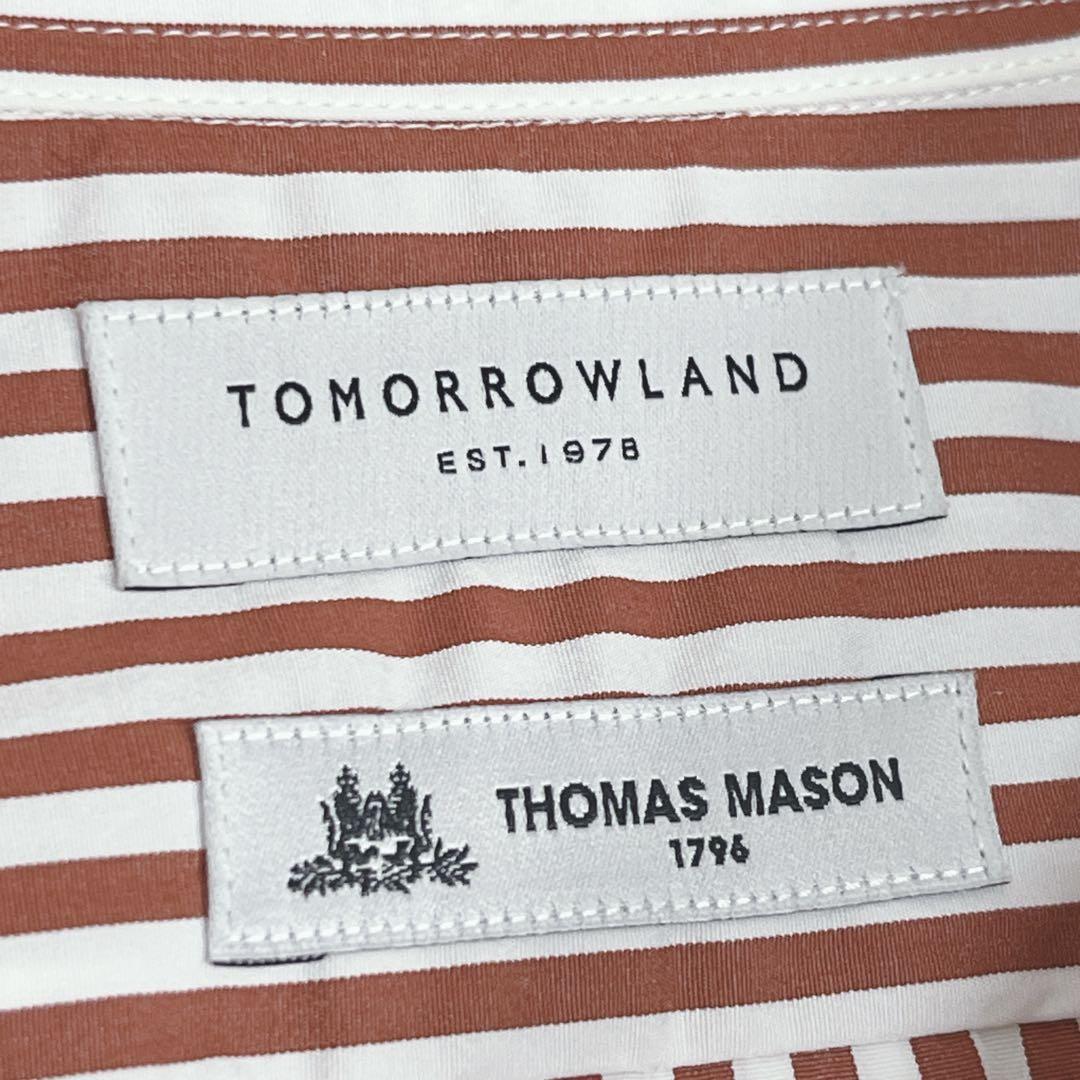 TOMORROWLAND
EST.1978
THOMAS MASON
1796